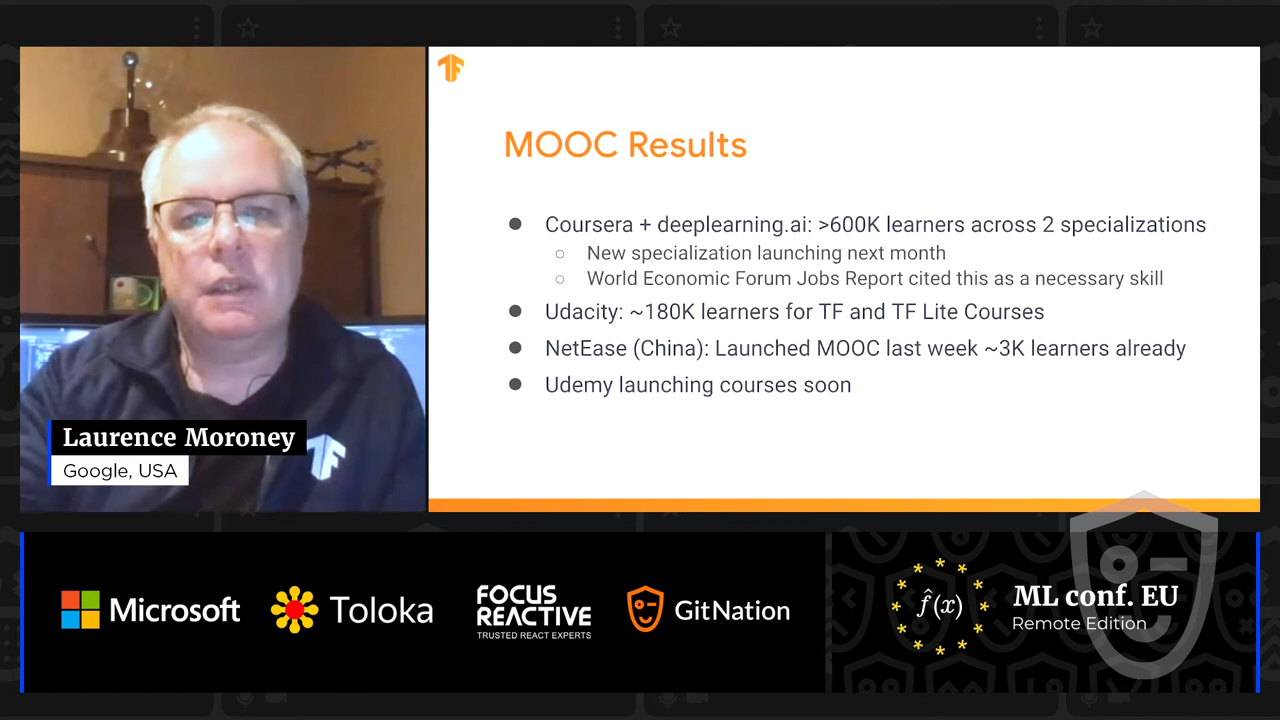 MOOC Results
Coursera + deeplearning.ai: >600K learners across 2 specializations
New specialization launching next month
World Economic Forum Jobs Report cited this as a necessary skill
Udacity: ~180K learners for TF and TF Lite Courses
NetEase (China): Launched MOOC last week ~3K learners already
Udemy launching courses soon
Laurence Moroney
Google, USA
Microsoft
Toloka
FOCUS
REACTIVE
TRUSTED REACT EXPERTS
GitNation
f̂(x)
ML conf. EU
Remote Edition